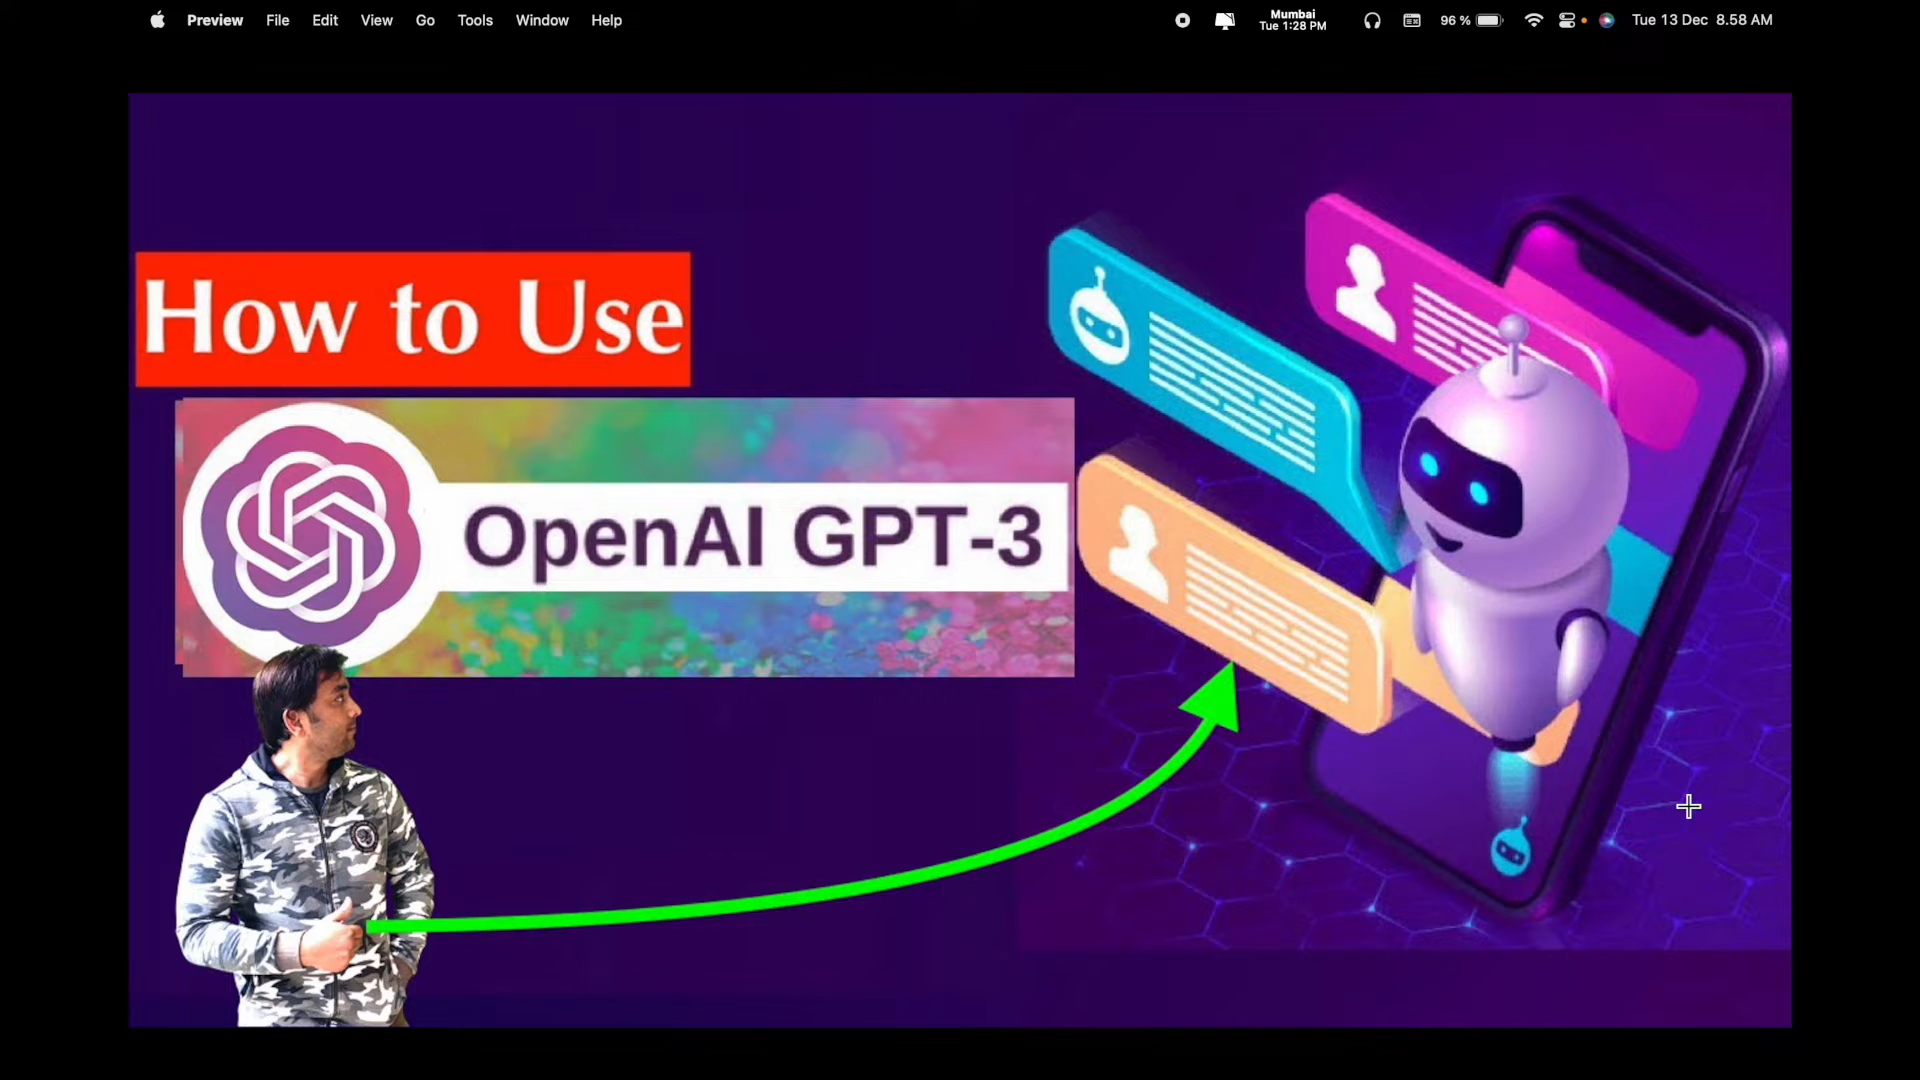 Preview File Edit View Go Tools Window Help
Mumbai
Tue 1:28 PM
96 %
Tue 13 Dec 8.58 AM
How to Use
OpenAI GPT-3